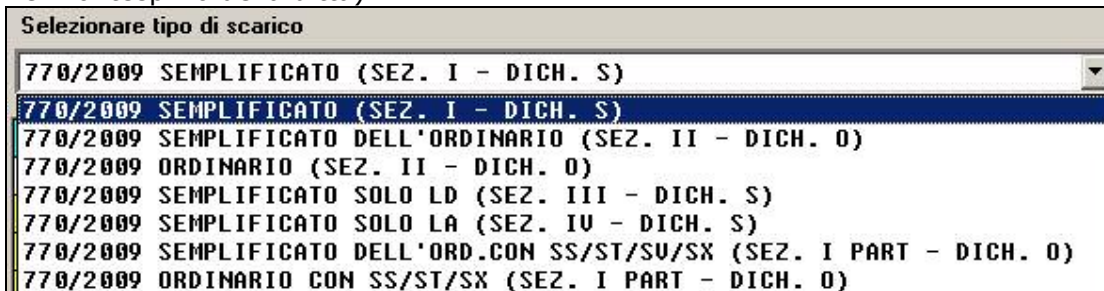 Selezionare tipo di scarico
770/2009 SEMPLIFICATO (SEZ. I - DICH. S)
770/2009 SEMPLIFICATO (SEZ. I - DICH. S)
770/2009 SEMPLIFICATO DELL'ORDINARIO (SEZ. II - DICH. O)
770/2009 ORDINARIO (SEZ. II - DICH. O)
770/2009 SEMPLIFICATO SOLO LD (SEZ. III - DICH. S)
770/2009 SEMPLIFICATO SOLO LA (SEZ. IV - DICH. S)
770/2009 SEMPLIFICATO DELL'ORD.CON SS/ST/SV/SX (SEZ. I PART - DICH. O)
770/2009 ORDINARIO CON SS/ST/SX (SEZ. I PART - DICH. O)